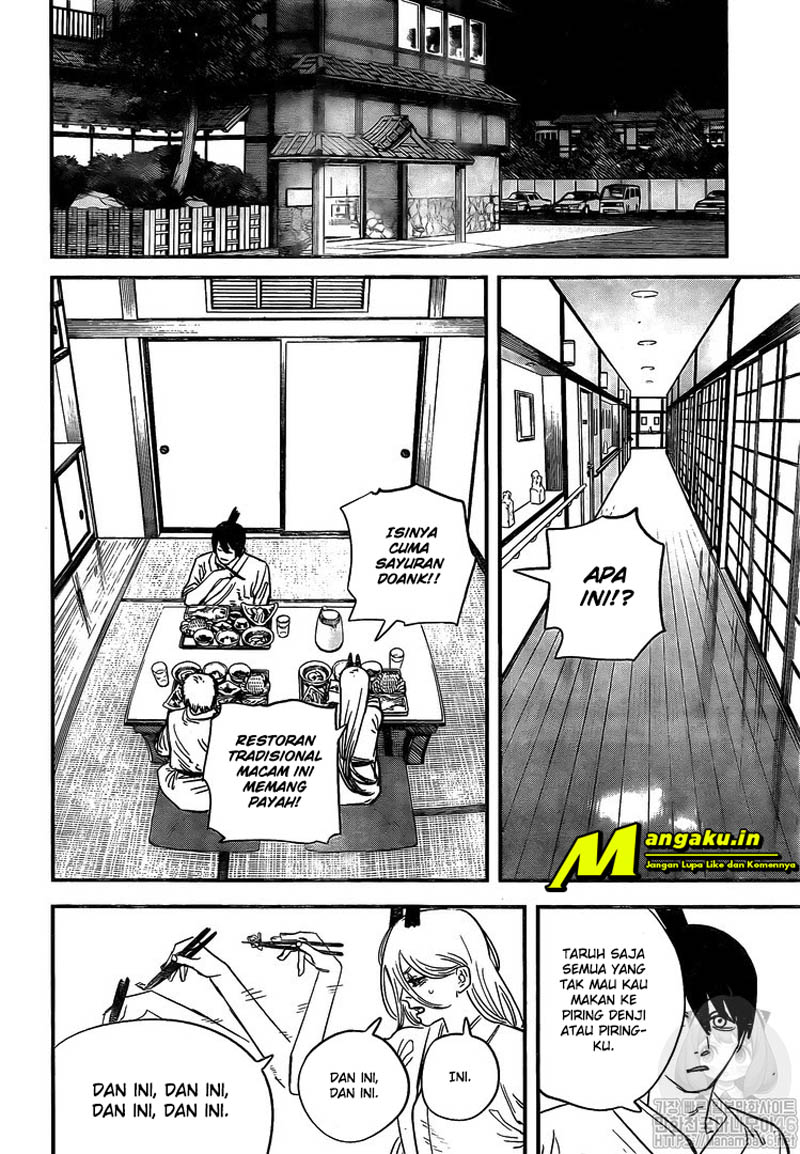 APA
INI!?
ISINYA
CUMA
SAYURAN
DOANK!!
RESTORAN
TRADISIONAL
MACAM INI
MEMANG
PAYAH!
Mangaku.in
Jangan Lupa Like dan Komennya
TARUH SAJA
SEMUA YANG
TAK MAU KAU
MAKAN KE
PIRING DENJI
ATAU PIRING-
KU.
INI.
DAN INI,
DAN INI.
DAN INI, DAN INI,
DAN INI, DAN INI.